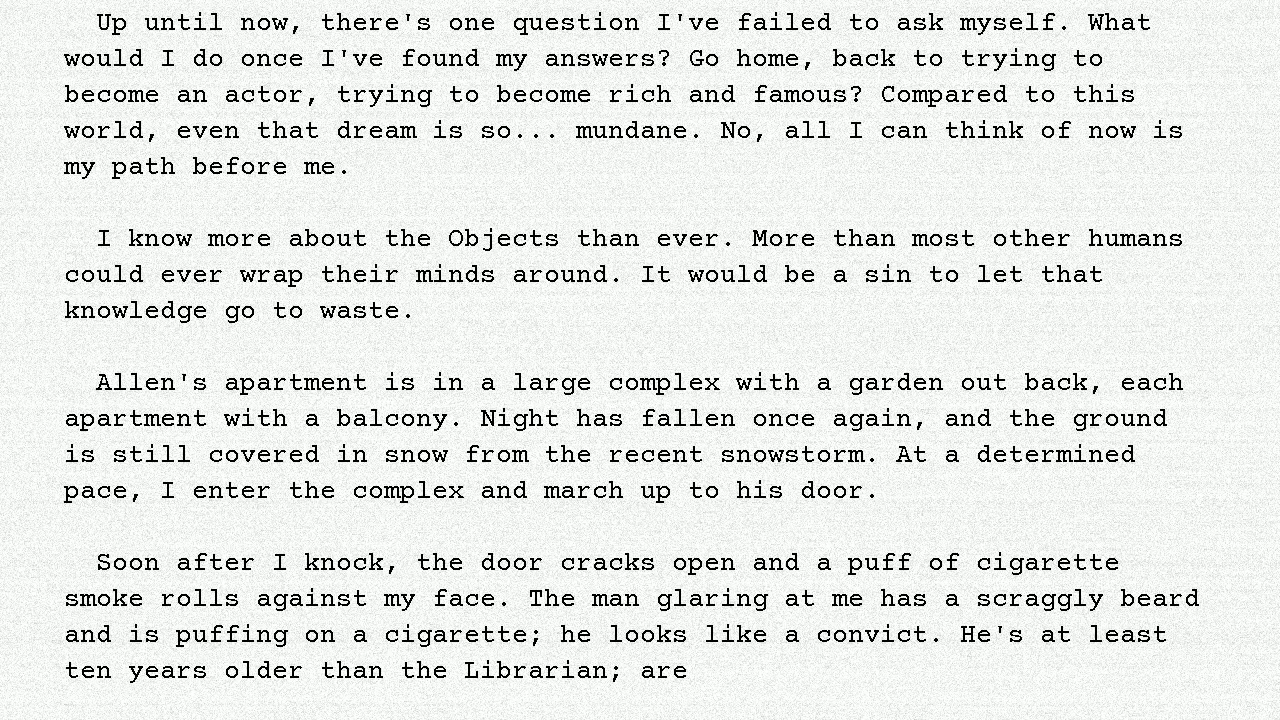 Up until now, there's one question I've failed to ask myself. What
would I do once I've found my answers? Go home, back to trying to
become an actor, trying to become rich and famous? Compared to this
world, even that dream is so... mundane. No, all I can think of now is
my path before me.
I know more about the Objects than ever. More than most other humans
could ever wrap their minds around. It would be a sin to let that
knowledge go to waste.
Allen's apartment is in a large complex with a garden out back, each
apartment with a balcony. Night has fallen once again, and the ground
is still covered in snow from the recent snowstorm. At a determined
pace, I enter the complex and march up to his door.
Soon after I knock, the door cracks open and a puff of cigarette
smoke rolls against my face. The man glaring at me has a scraggly beard
and is puffing on a cigarette; he looks like a convict. He's at least
ten years older than the Librarian; are